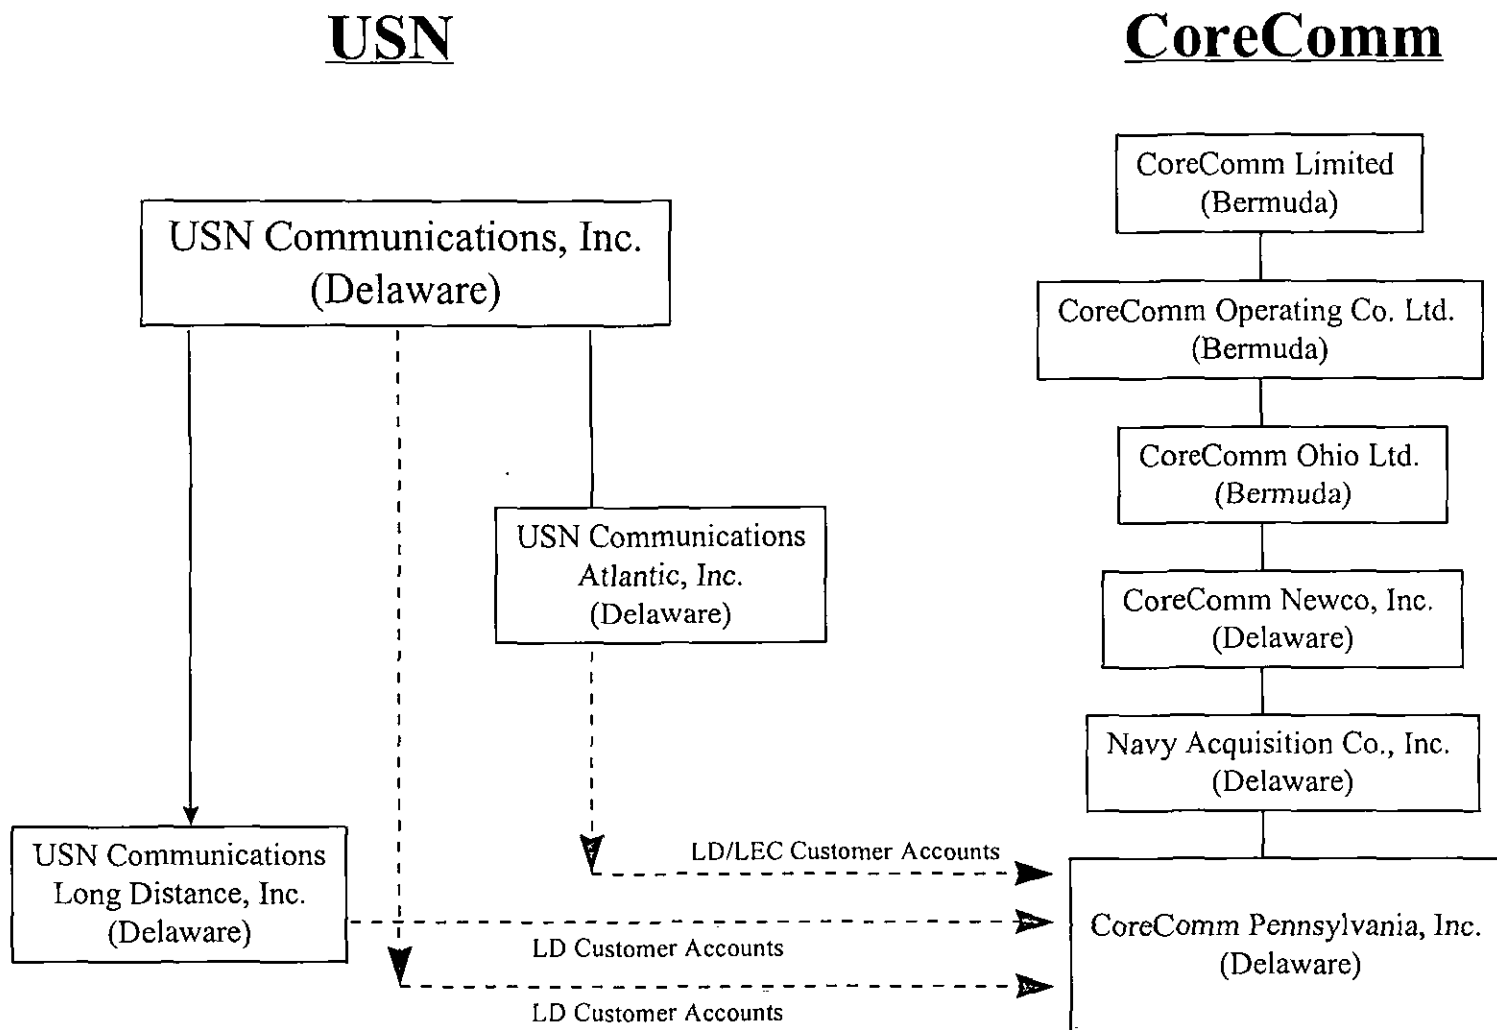 USN
CoreComm
USN Communications, Inc.
(Delaware)
USN Communications
Atlantic, Inc.
(Delaware)
USN Communications
Long Distance, Inc.
(Delaware)
LD/LEC Customer Accounts
LD Customer Accounts
LD Customer Accounts
CoreComm Limited
(Bermuda)
CoreComm Operating Co. Ltd.
(Bermuda)
CoreComm Ohio Ltd.
(Bermuda)
CoreComm Newco, Inc.
(Delaware)
Navy Acquisition Co., Inc.
(Delaware)
CoreComm Pennsylvania, Inc.
(Delaware)